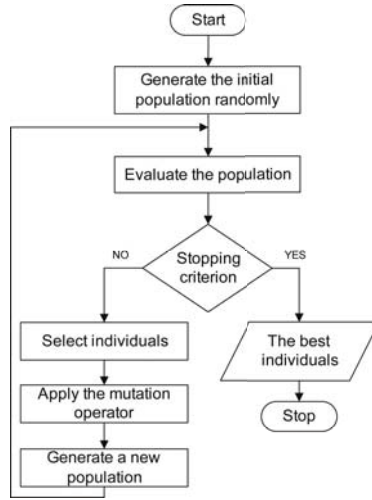 Start
Generate the initial
population randomly
Evaluate the population
Stopping
criterion
NO
YES
Select individuals
The best
individuals
Apply the mutation
operator
Stop
Generate a new
population